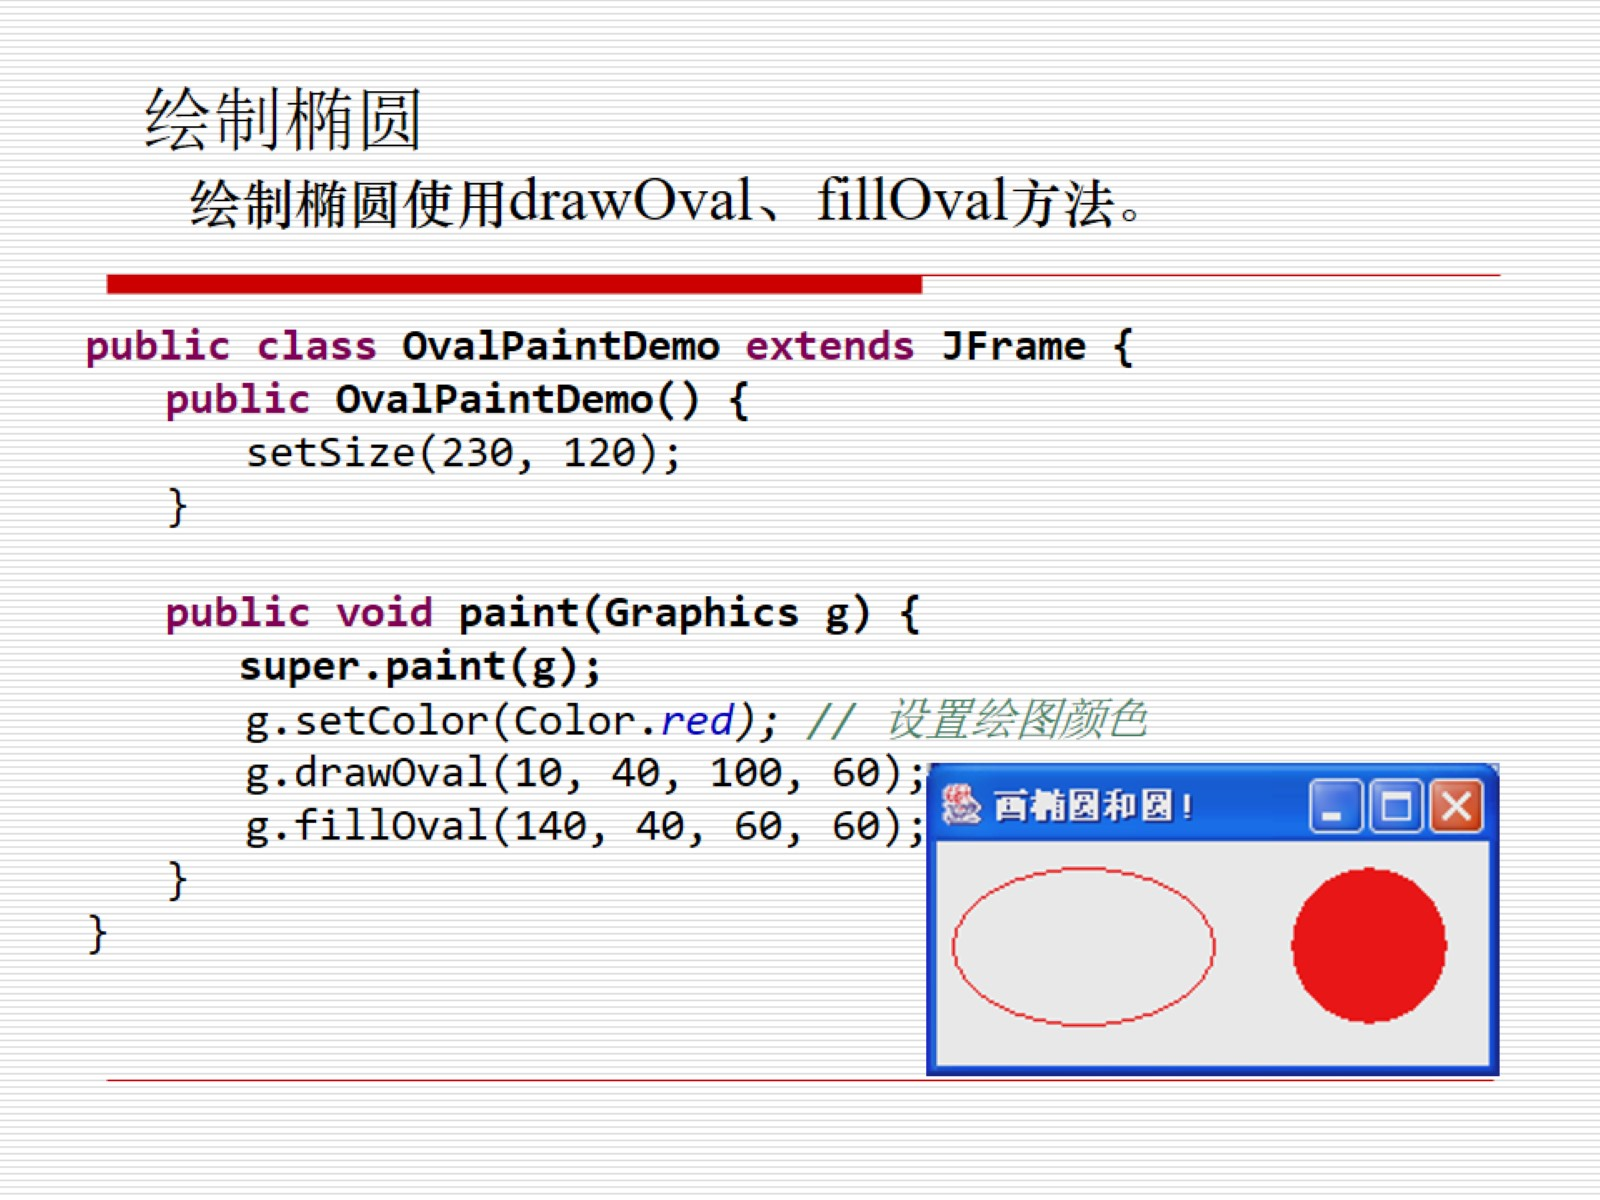 绘制椭圆
绘制椭圆使用drawOval、fillOval方法。
public class OvalPaintDemo extends JFrame {
public OvalPaintDemo() {
setSize(230, 120);
}
public void paint(Graphics g) {
super.paint(g);
g.setColor(Color.red); // 设置绘图颜色
g.drawOval(10, 40, 100, 60);
g.fillOval(140, 40, 60, 60);
}
}
画椭圆和圆!